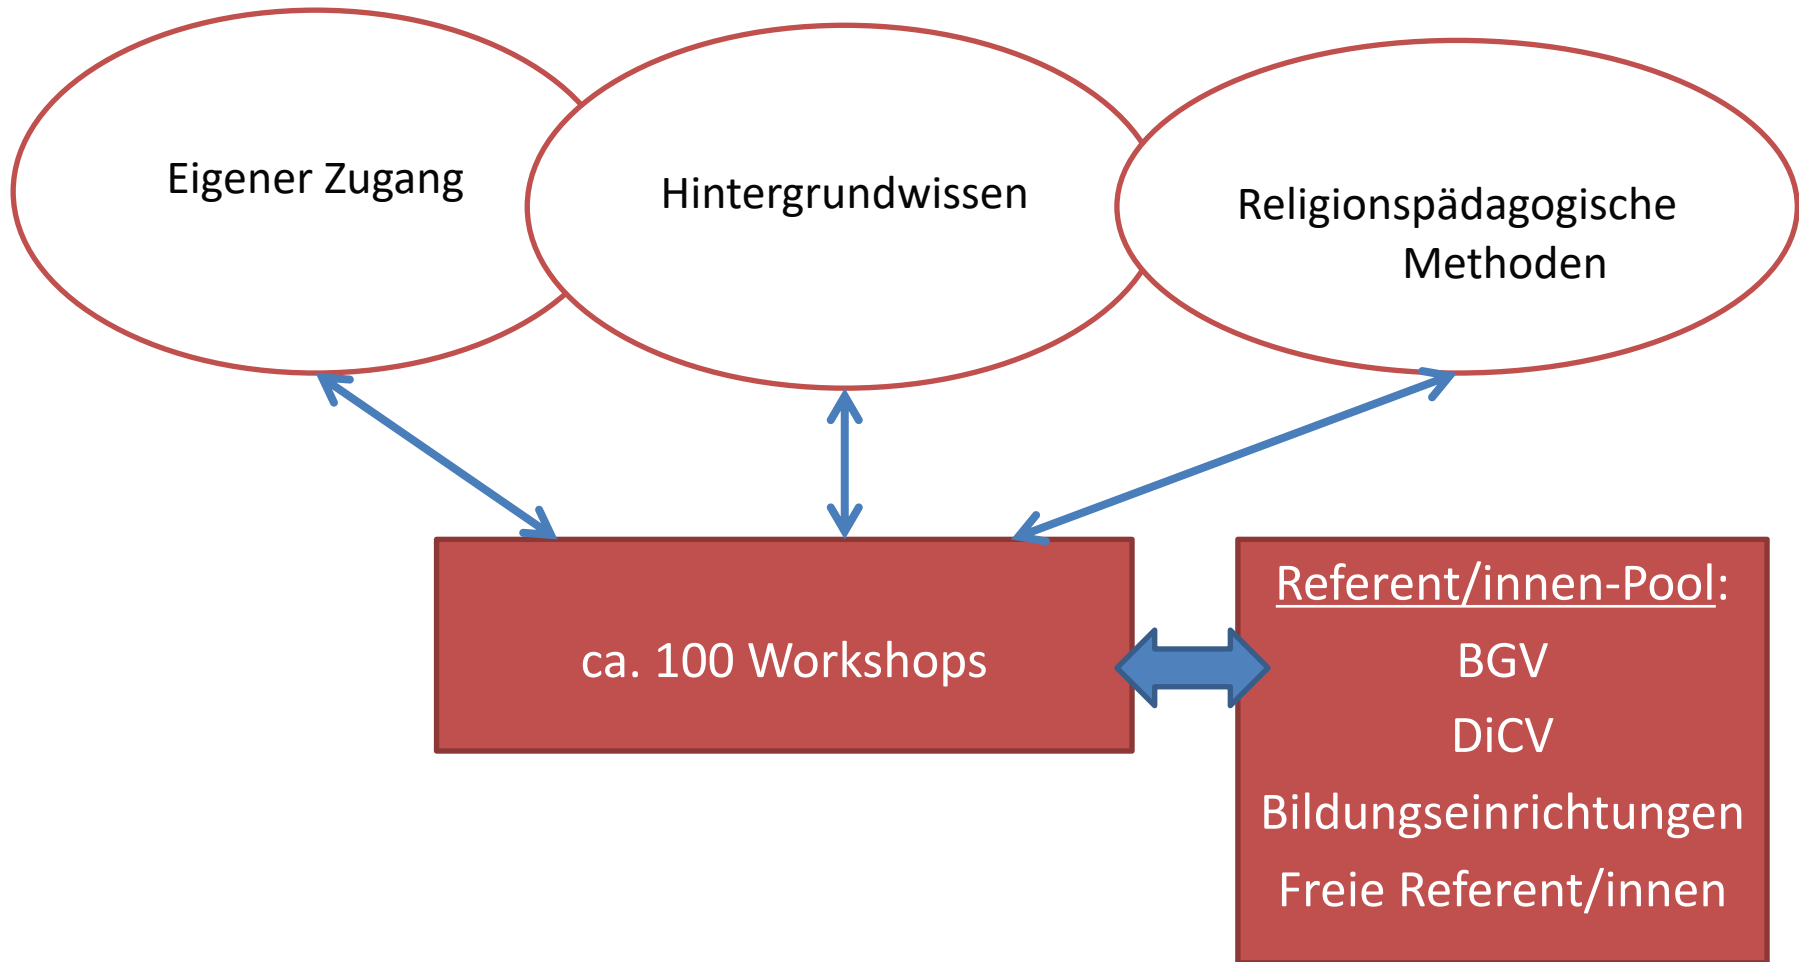 Eigener Zugang
Hintergrundwissen
Religionspädagogische
Methoden
ca. 100 Workshops
Referent/innen-Pool:
BGV
DiCV
Bildungseinrichtungen
Freie Referent/innen